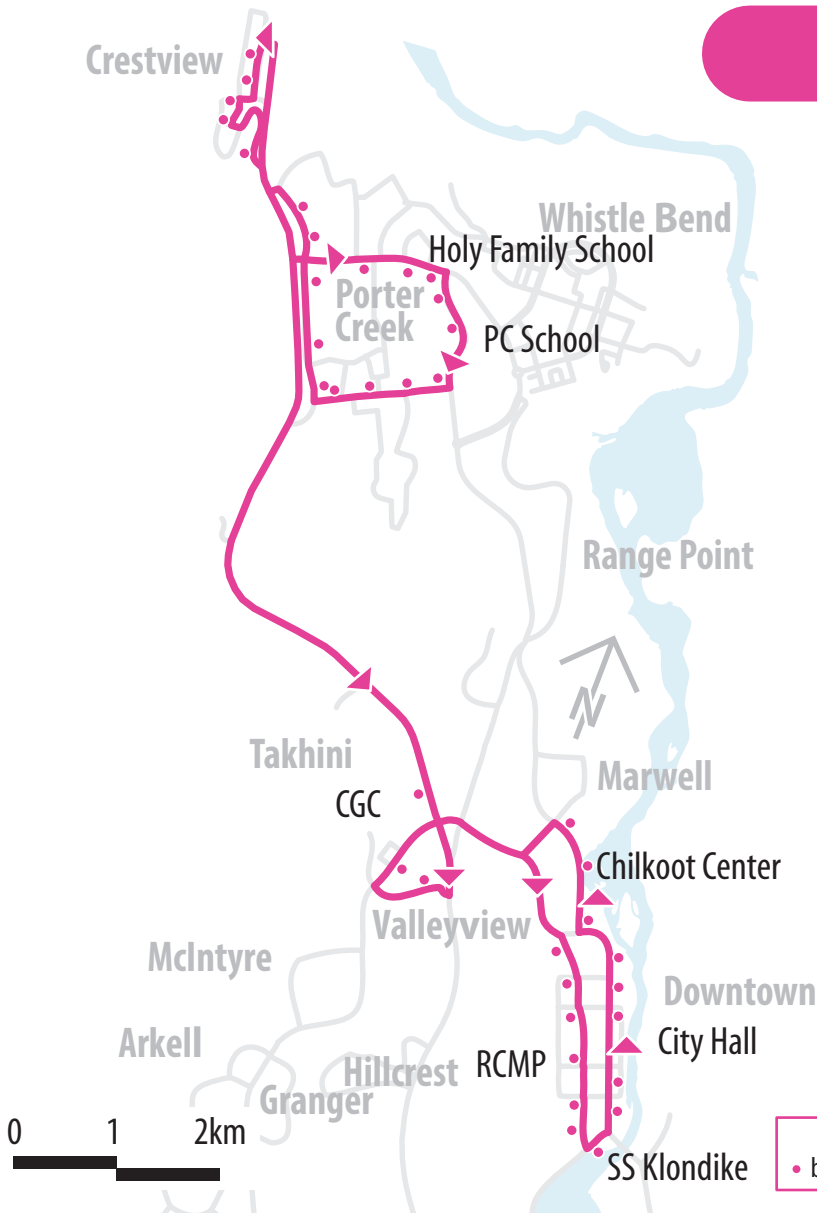 Crestview
Whistle Bend
Holy Family School
Porter
Creek
PC School
Range Point
N
Takhini
Marwell
CGC
Chilkoot Center
Valleyview
McIntyre
Downtown
Arkell
City Hall
RCMP
Hillcrest
Granger
0 1 2km
SS Klondike
b